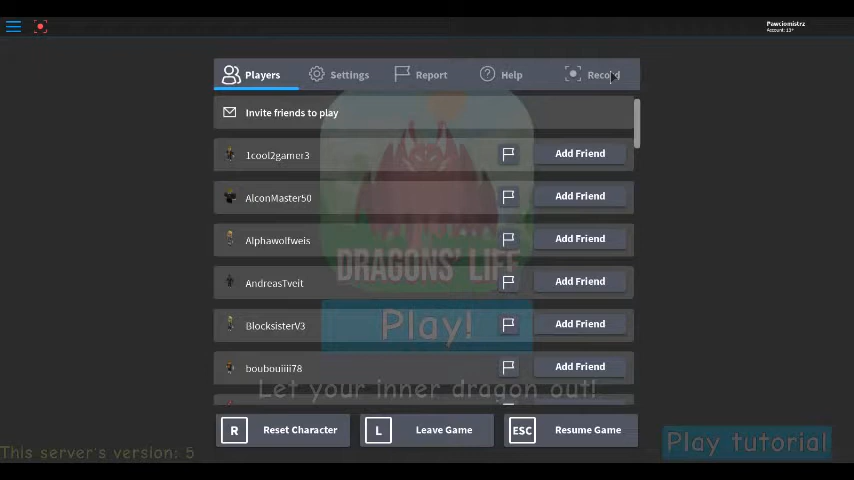 Pawciomistrz
Account: 13+
Players
Settings
Report
Help
Record
Invite friends to play
1cool2gamer3
Add Friend
AlconMaster50
Add Friend
Alphawolfweis
Add Friend
AndreasTveit
Add Friend
BlocksisterV3
Add Friend
boubouiiii78
Add Friend
DRAGONS' LIFE
Play!
Let your inner dragon out!
R Reset Character
L Leave Game
ESC Resume Game
This server's version: 5
Play tutorial